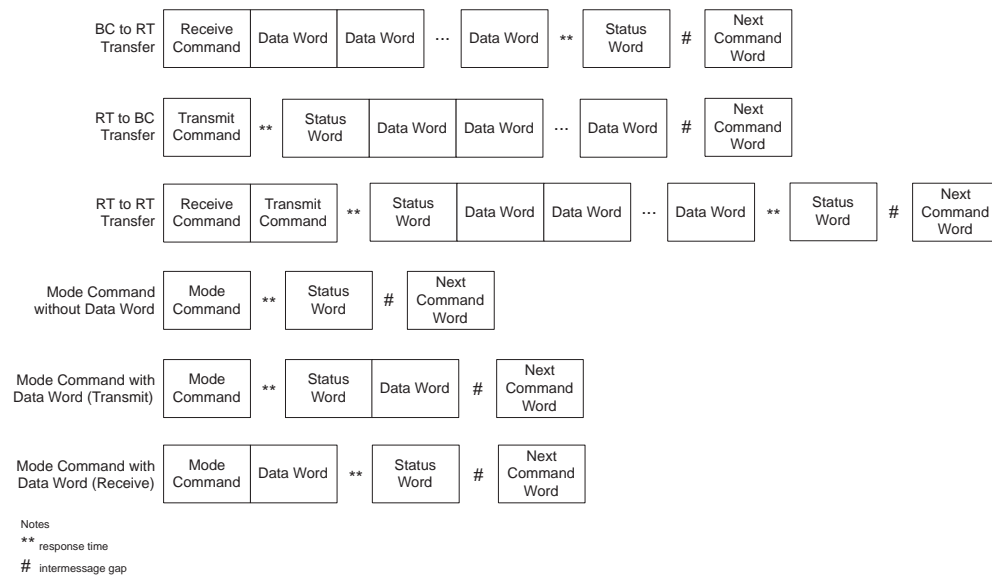 BC to RT
Transfer
Receive
Command
Data Word
Data Word
...
Data Word
**
Status
Word
#
Next
Command
Word
RT to BC
Transfer
Transmit
Command
**
Status
Word
Data Word
Data Word
...
Data Word
#
Next
Command
Word
RT to RT
Transfer
Receive
Command
Transmit
Command
**
Status
Word
Data Word
Data Word
...
Data Word
**
Status
Word
#
Next
Command
Word
Mode Command
without Data Word
Mode
Command
**
Status
Word
#
Next
Command
Word
Mode Command with
Data Word (Transmit)
Mode
Command
**
Status
Word
Data Word
#
Next
Command
Word
Mode Command with
Data Word (Receive)
Mode
Command
Data Word
**
Status
Word
#
Next
Command
Word
Notes
** response time
# intermessage gap